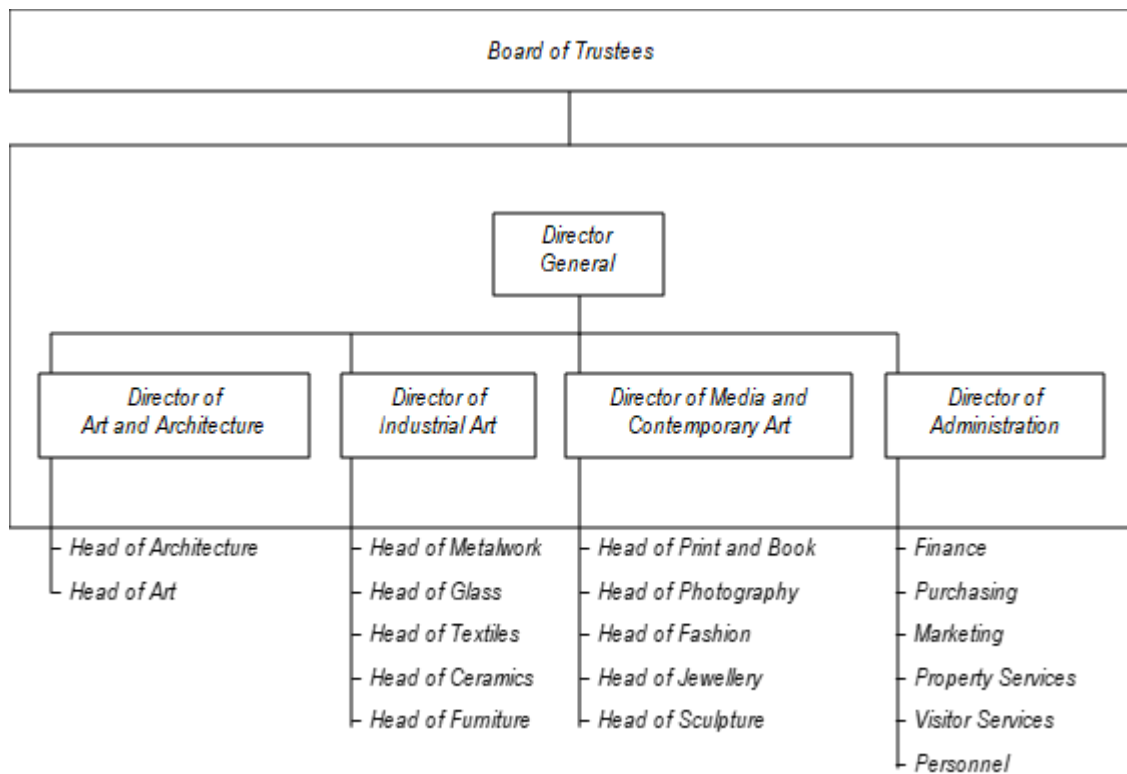 Board of Trustees
Director
General
Director of
Art and Architecture
Director of
Industrial Art
Director of Media and
Contemporary Art
Director of
Administration
Head of Architecture
Head of Art
Head of Metalwork
Head of Glass
Head of Textiles
Head of Ceramics
Head of Furniture
Head of Print and Book
Head of Photography
Head of Fashion
Head of Jewellery
Head of Sculpture
Finance
Purchasing
Marketing
Property Services
Visitor Services
Personnel